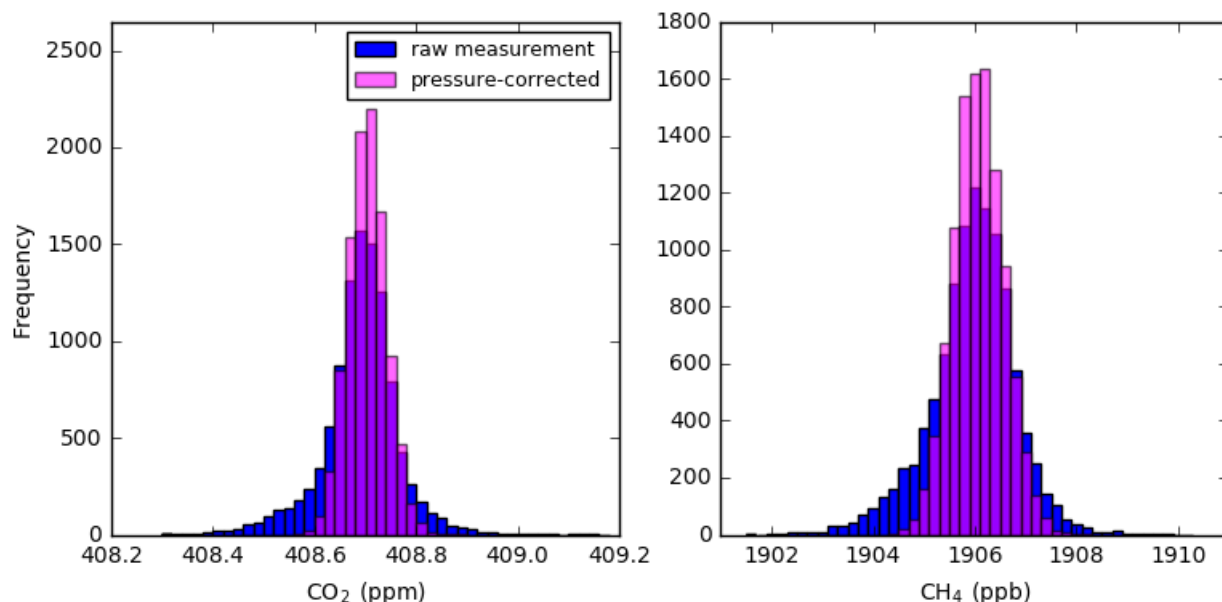 2500
2000
1500
1000
500
0
Frequency
raw measurement
pressure-corrected
408.2 408.4 408.6 408.8 409.0 409.2
CO₂ (ppm)
1800
1600
1400
1200
1000
800
600
400
200
0
1902 1904 1906 1908 1910
CH₄ (ppb)